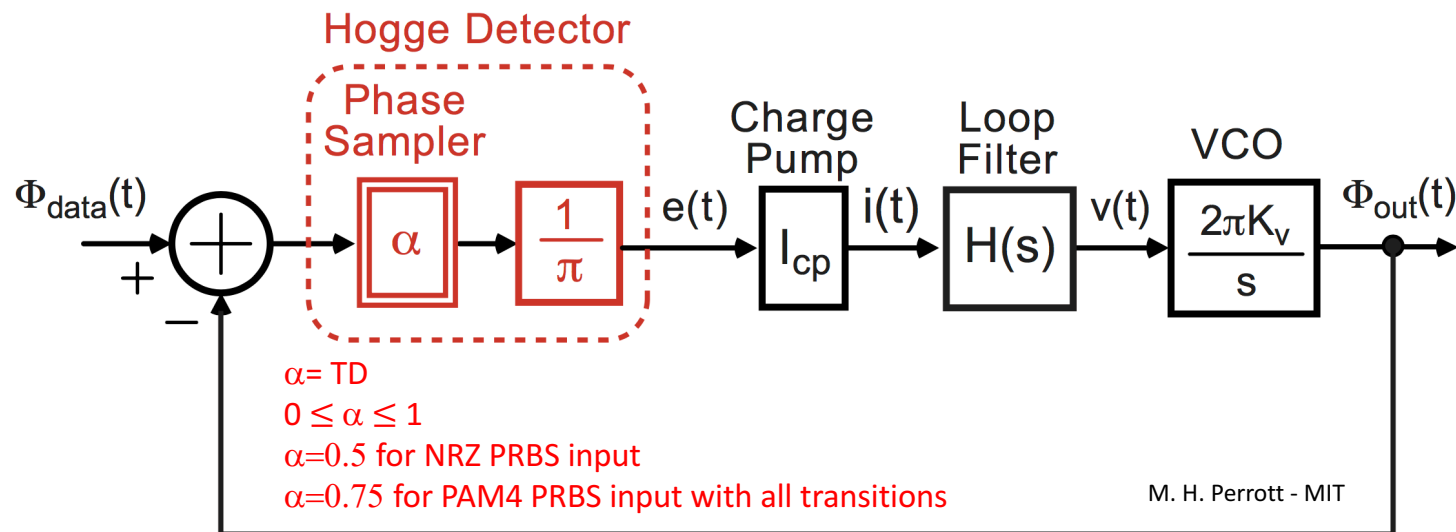 Hogge Detector
Phase
Sampler
Charge
Pump
Loop
Filter
VCO
Φdata(t)
+
+
−
α
1
π
e(t)
Icp
i(t)
H(s)
v(t)
2πKv
s
Φout(t)
α= TD
0 ≤ α ≤ 1
α=0.5 for NRZ PRBS input
α=0.75 for PAM4 PRBS input with all transitions
M. H. Perrott - MIT